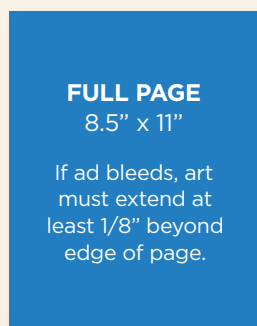 FULL PAGE
8.5” x 11”
If ad bleeds, art
must extend at
least 1/8” beyond
edge of page.